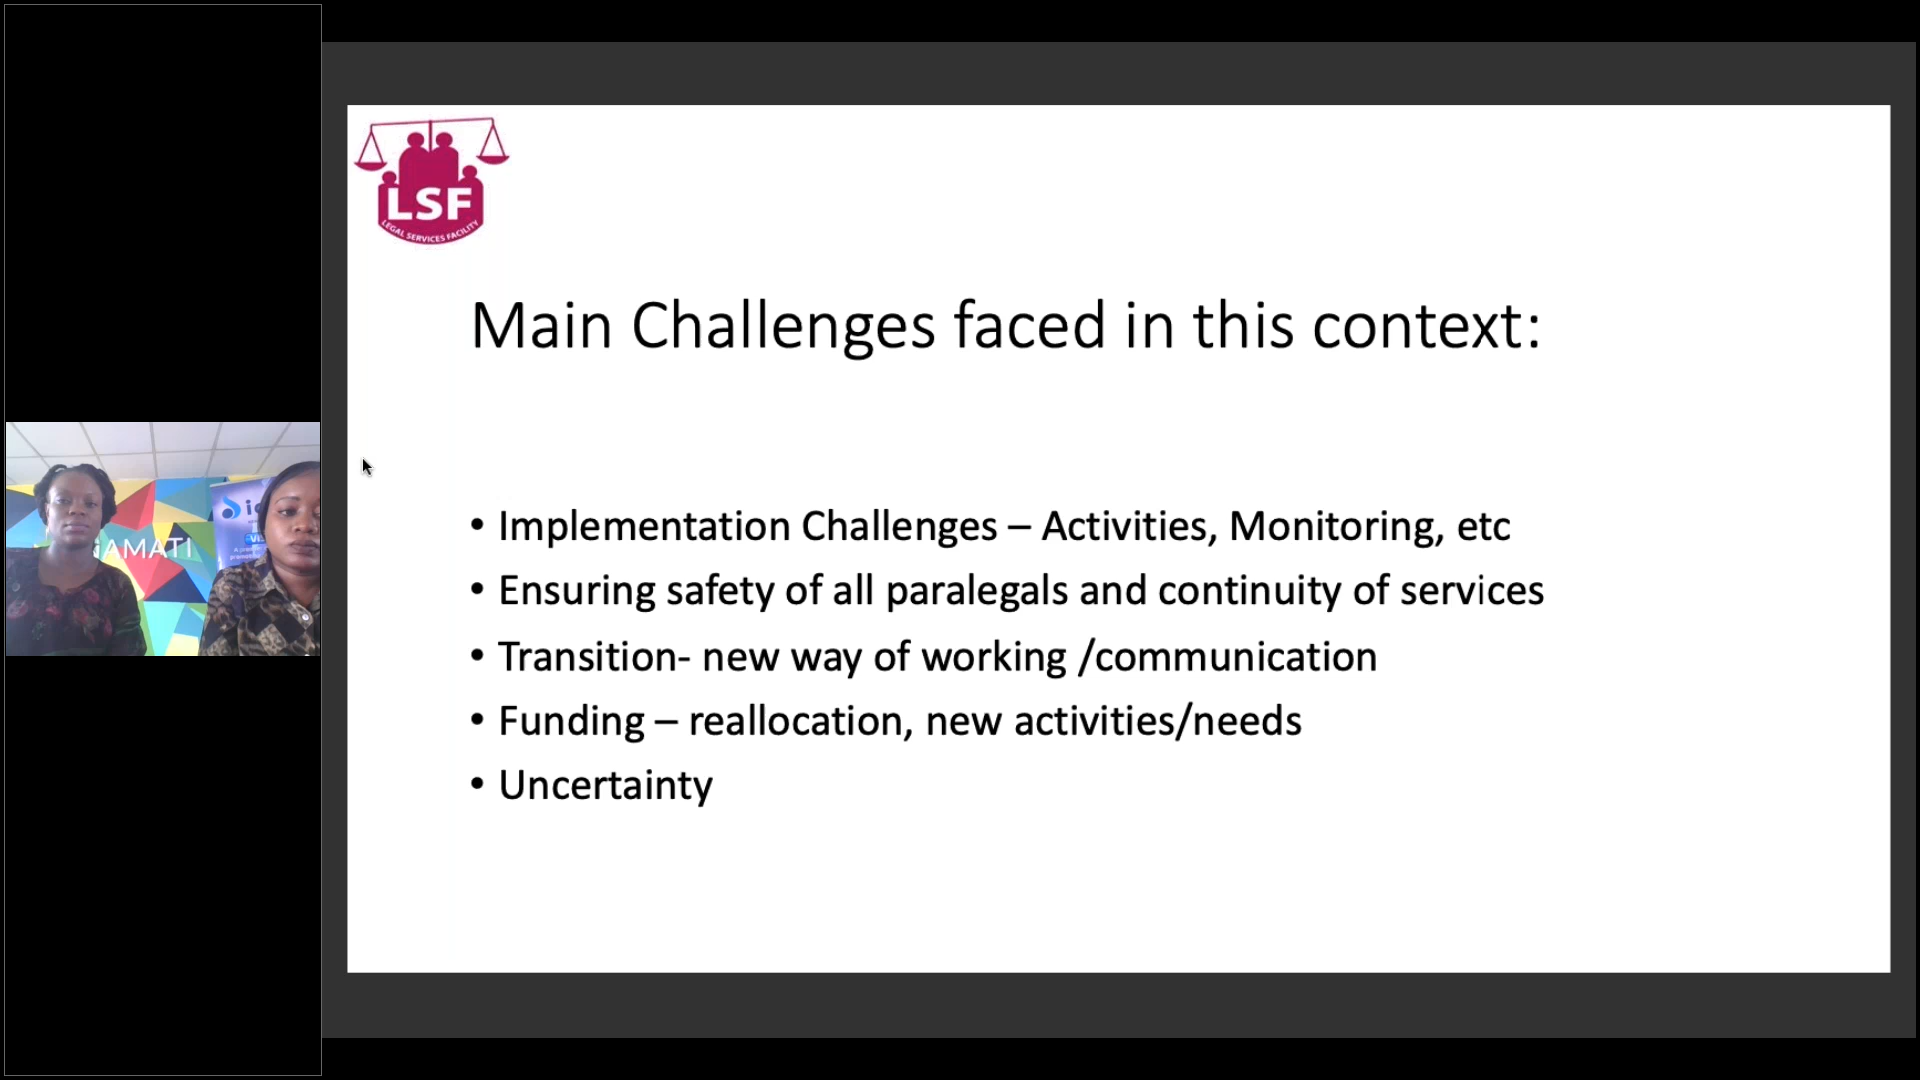 LSF
LEGAL SERVICES FACILITY
Main Challenges faced in this context:
• Implementation Challenges – Activities, Monitoring, etc
• Ensuring safety of all paralegals and continuity of services
• Transition- new way of working /communication
• Funding – reallocation, new activities/needs
• Uncertainty
AMATI